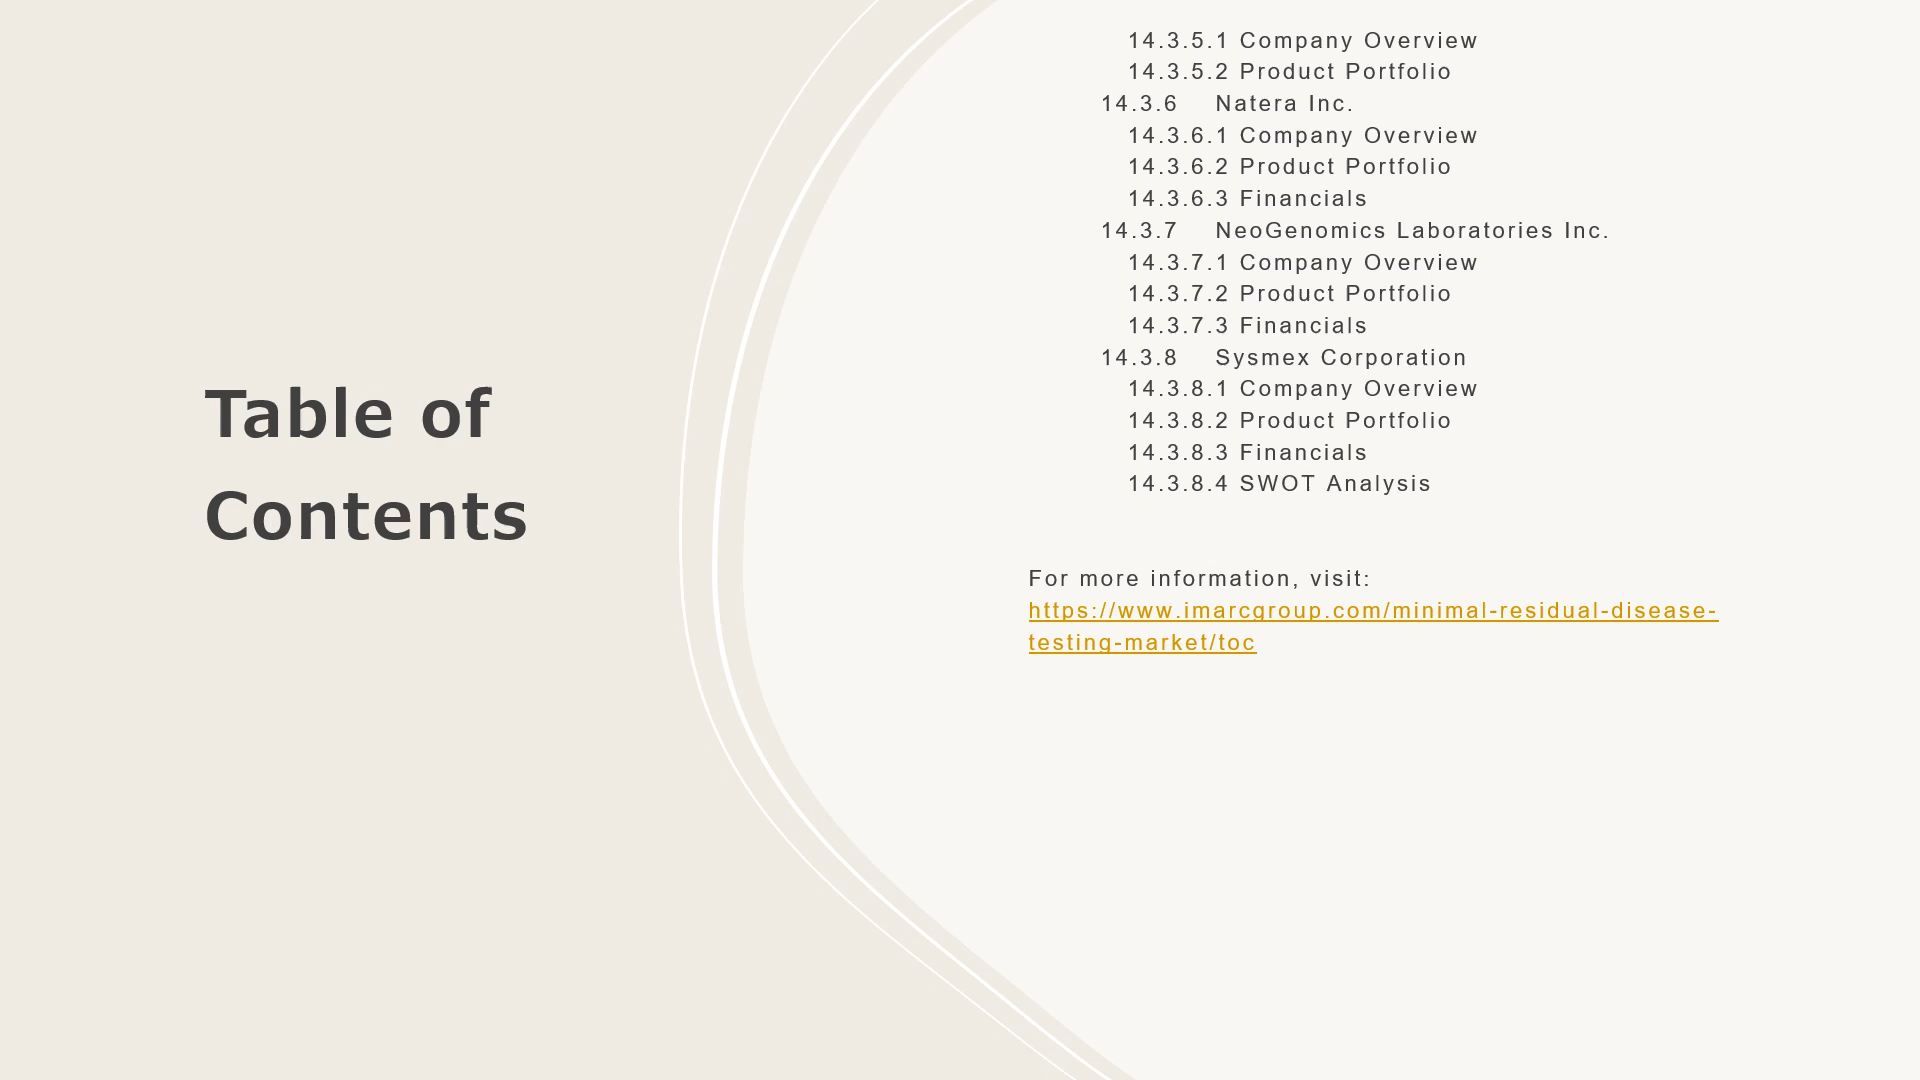 Table of
Contents
14.3.5.1 Company Overview
14.3.5.2 Product Portfolio
14.3.6 Natera Inc.
14.3.6.1 Company Overview
14.3.6.2 Product Portfolio
14.3.6.3 Financials
14.3.7 NeoGenomics Laboratories Inc.
14.3.7.1 Company Overview
14.3.7.2 Product Portfolio
14.3.7.3 Financials
14.3.8 Sysmex Corporation
14.3.8.1 Company Overview
14.3.8.2 Product Portfolio
14.3.8.3 Financials
14.3.8.4 SWOT Analysis
For more information, visit:
https://www.imarcgroup.com/minimal-residual-disease-
testing-market/toc